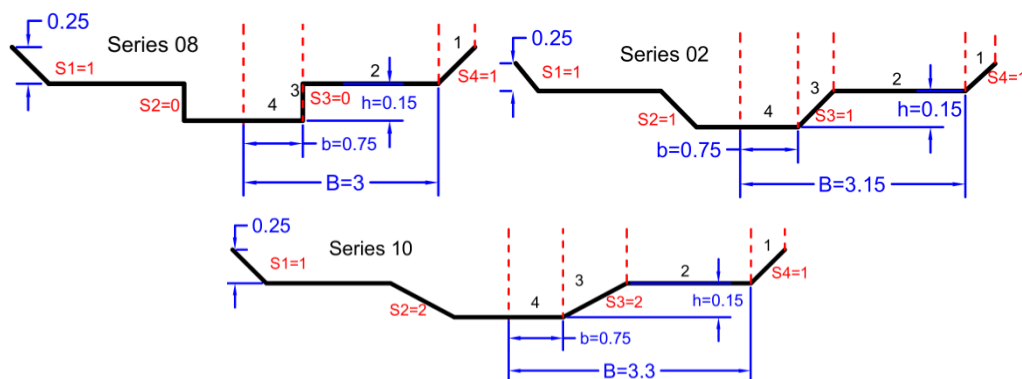 0.25
Series 08
S1=1
S2=0
3
4
S3=0
2
h=0.15
1
S4=1
b=0.75
B=3
0.25
Series 02
S1=1
S2=1
4
3
S3=1
2
h=0.15
1
S4=1
b=0.75
B=3.15
0.25
Series 10
S1=1
S2=2
4
3
S3=2
2
h=0.15
1
S4=1
b=0.75
B=3.3